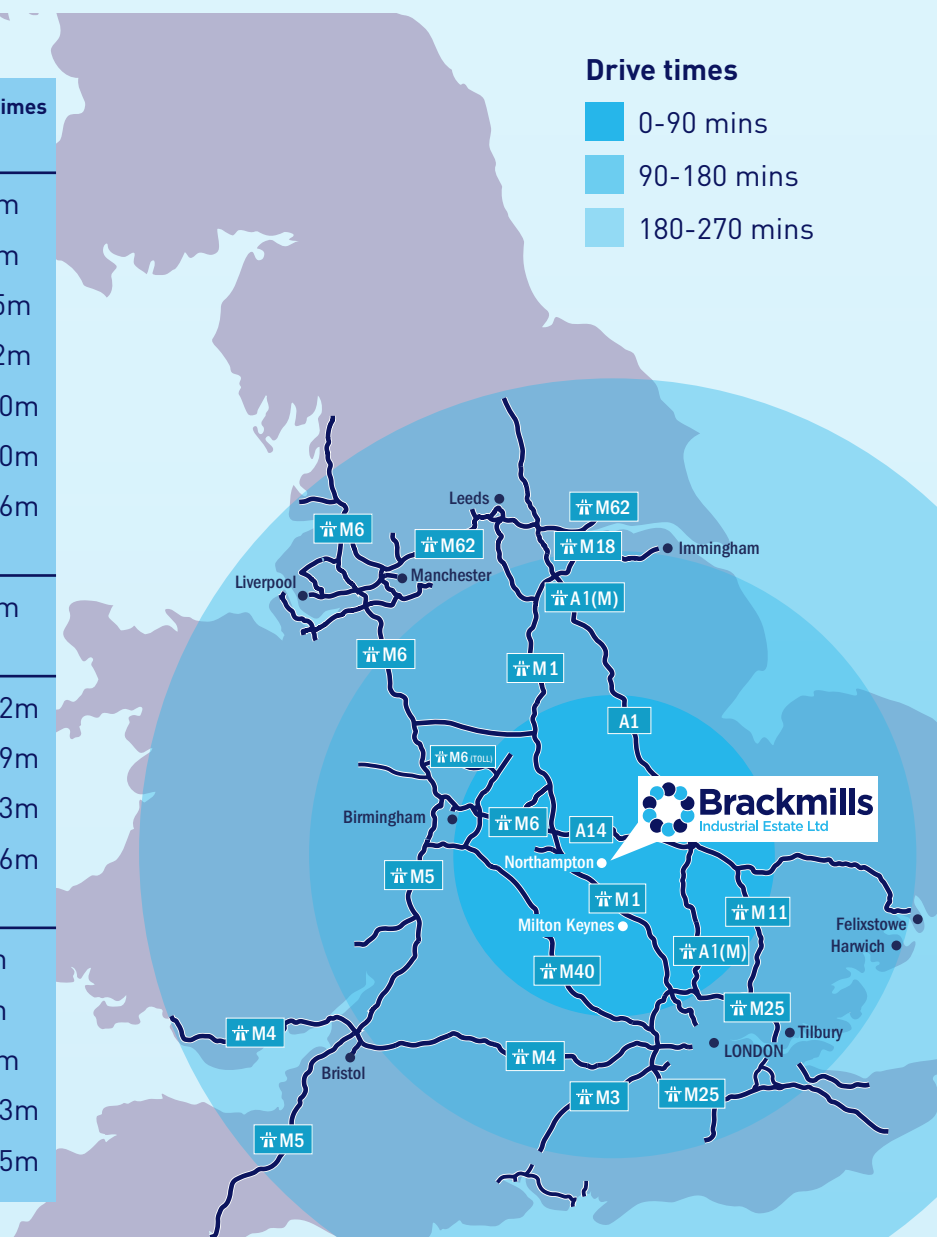 Drive times
0-90 mins
90-180 mins
180-270 mins
imes
m
m
5m
2m
0m
0m
6m
m
2m
9m
3m
6m
m
3m
5m
Leeds
M62
M6
M62
M18
Immingham
Manchester
Liverpool
A1(M)
M6
M1
A1
M6 (TOLL)
Brackmills
Industrial Estate Ltd
Birmingham
M6
A14
Northampton
M5
M1
M11
Milton Keynes
Felixstowe
Harwich
A1(M)
M40
M25
M4
Tilbury
LONDON
M4
Bristol
M3
M25
M5